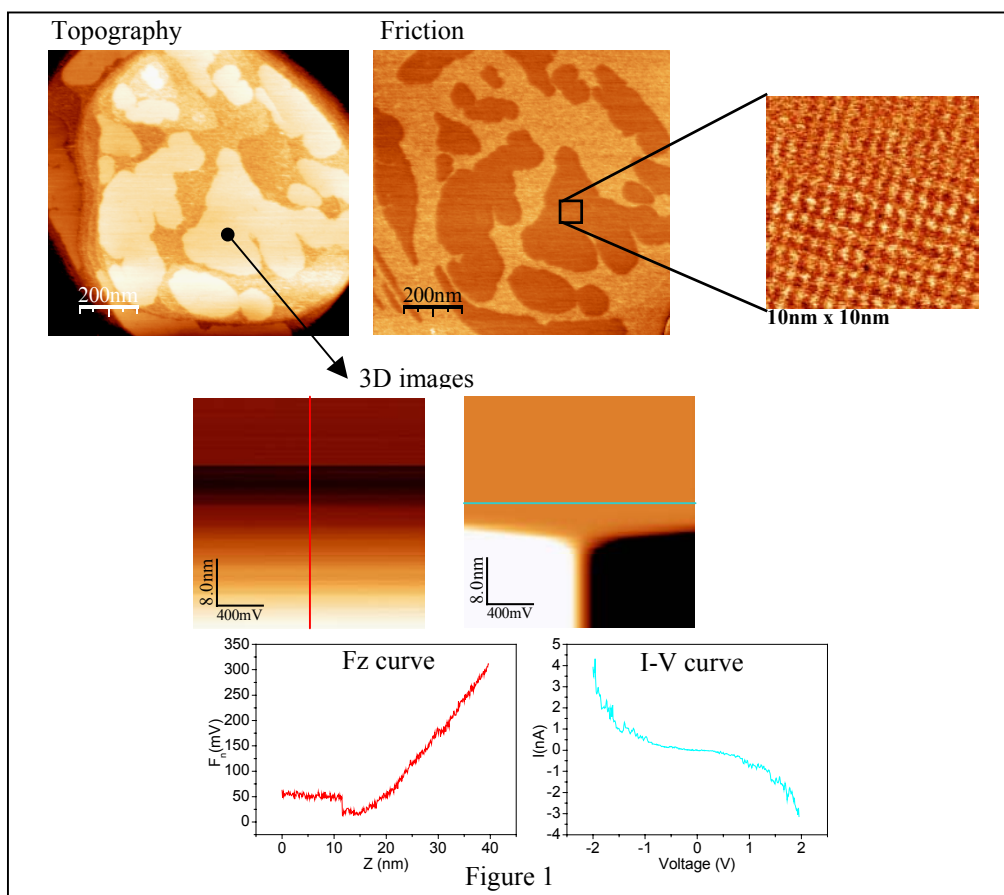 Topography Friction
200nm 200nm
10nm x 10nm
3D images
8.0nm 400mV 8.0nm 400mV
Fz curve I-V curve
350
300
250
200
150
100
50
0
Fn(mV)
0 10 20 30 40
Z (nm)
5
4
3
2
1
0
-1
-2
-3
-4
I(nA)
-2 -1 0 1 2
Voltage (V)
Figure 1